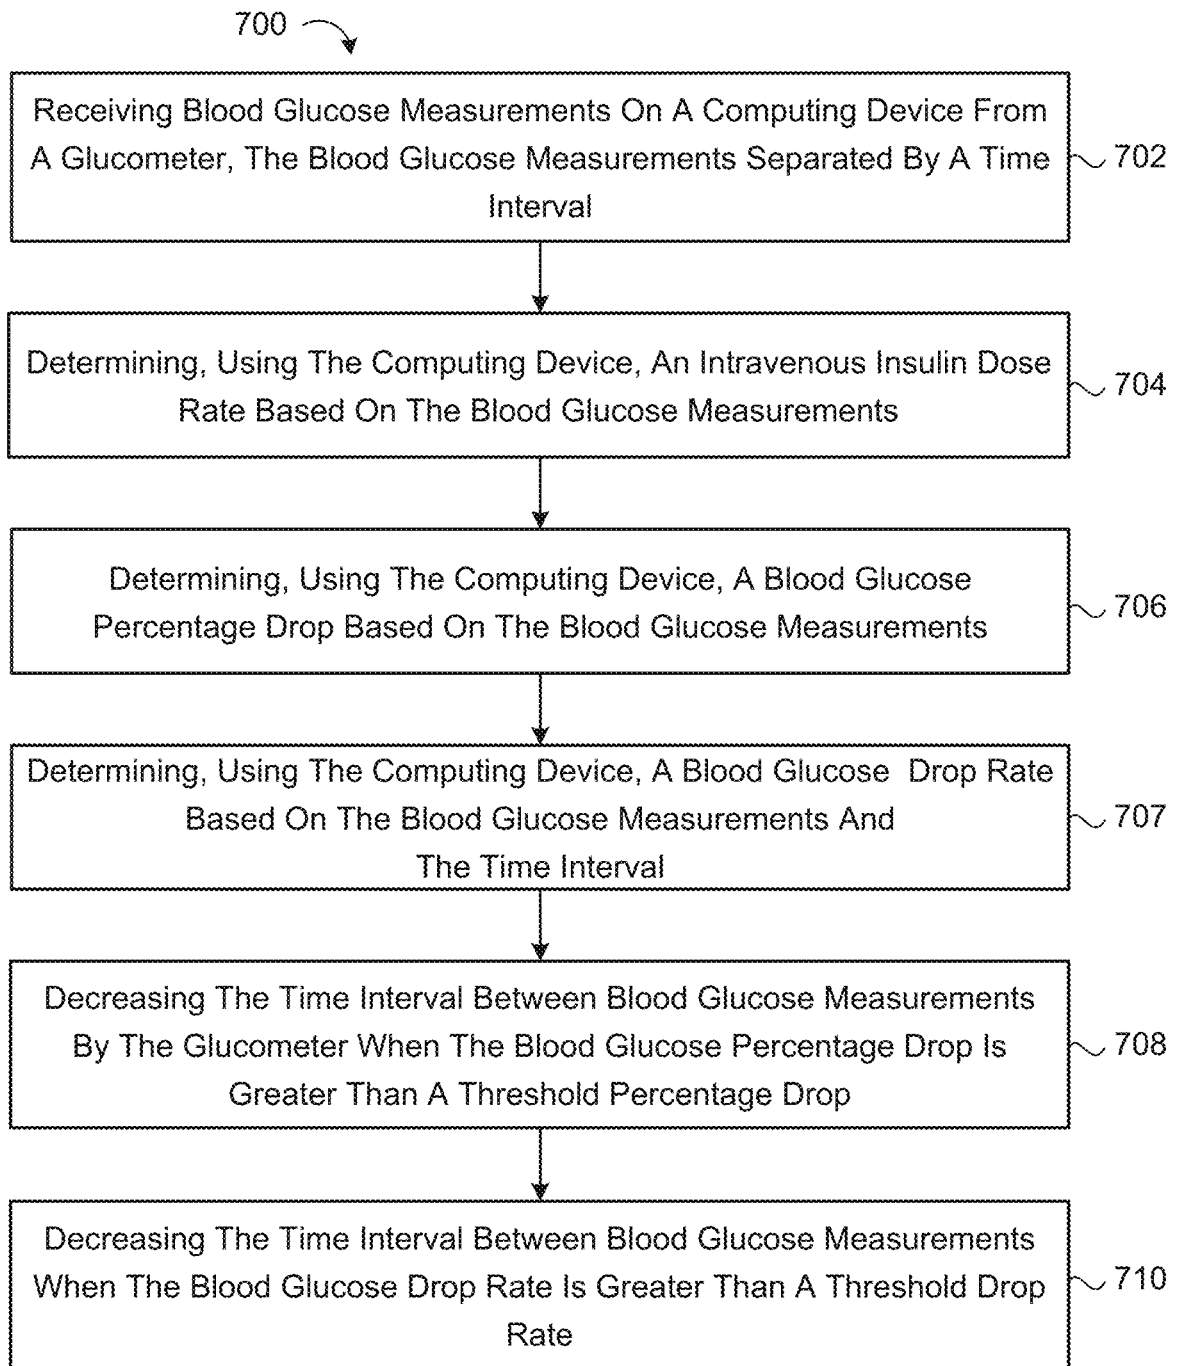 700
Receiving Blood Glucose Measurements On A Computing Device From
A Glucometer, The Blood Glucose Measurements Separated By A Time
Interval
702
Determining, Using The Computing Device, An Intravenous Insulin Dose
Rate Based On The Blood Glucose Measurements
704
Determining, Using The Computing Device, A Blood Glucose
Percentage Drop Based On The Blood Glucose Measurements
706
Determining, Using The Computing Device, A Blood Glucose  Drop Rate
Based On The Blood Glucose Measurements And
The Time Interval
707
Decreasing The Time Interval Between Blood Glucose Measurements
By The Glucometer When The Blood Glucose Percentage Drop Is
Greater Than A Threshold Percentage Drop
708
Decreasing The Time Interval Between Blood Glucose Measurements
When The Blood Glucose Drop Rate Is Greater Than A Threshold Drop
Rate
710